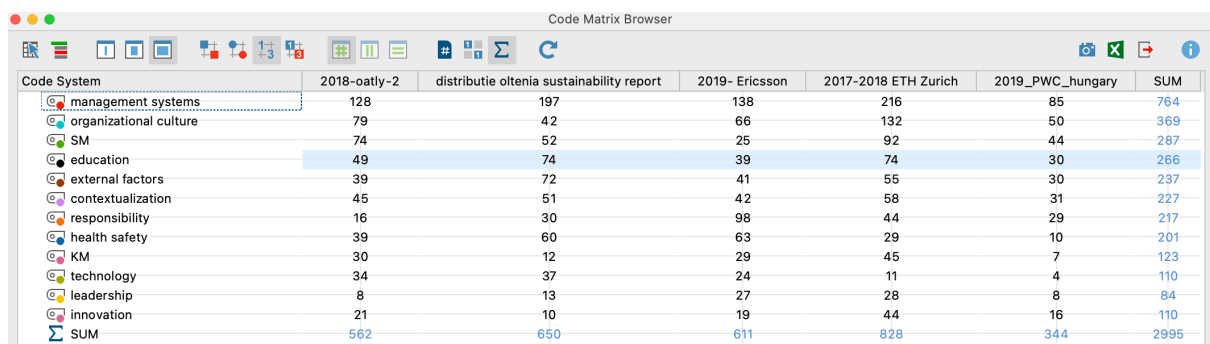 Code Matrix Browser
Code System 2018-oatly-2 distributie oltenia sustainability report 2019- Ericsson 2017-2018 ETH Zurich 2019_PWC_hungary SUM
management systems 128 197 138 216 85 764
organizational culture 79 42 66 132 50 369
SM 74 52 25 92 44 287
education 49 74 39 74 30 266
external factors 39 72 41 55 30 237
contextualization 45 51 42 58 31 227
responsibility 16 30 98 44 29 217
health safety 39 60 63 29 10 201
KM 30 12 29 45 7 123
technology 34 37 24 11 4 110
leadership 8 13 27 28 8 84
innovation 21 10 19 44 16 110
∑ SUM 562 650 611 828 344 2995